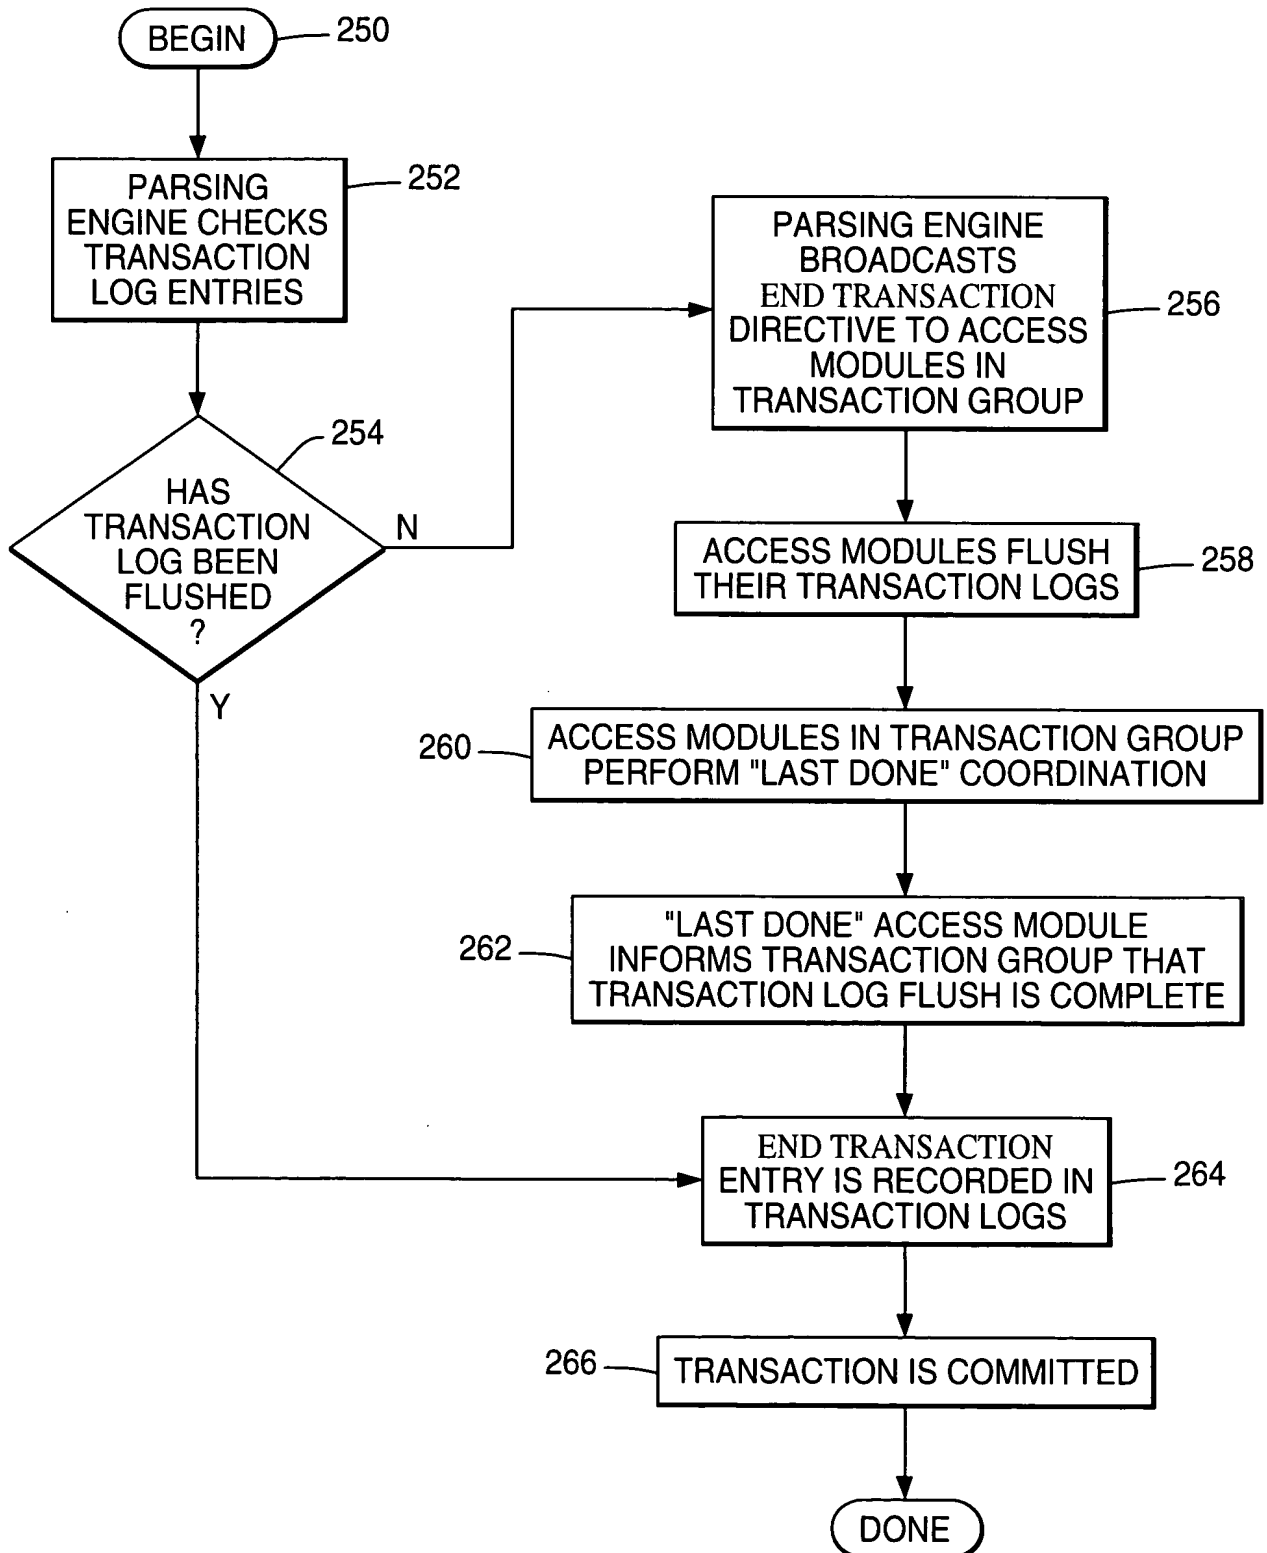 BEGIN
250
PARSING
ENGINE CHECKS
TRANSACTION
LOG ENTRIES
252
HAS
TRANSACTION
LOG BEEN
FLUSHED
?
254
N
Y
PARSING ENGINE
BROADCASTS
END TRANSACTION
DIRECTIVE TO ACCESS
MODULES IN
TRANSACTION GROUP
256
ACCESS MODULES FLUSH
THEIR TRANSACTION LOGS
258
260
ACCESS MODULES IN TRANSACTION GROUP
PERFORM "LAST DONE" COORDINATION
262
"LAST DONE" ACCESS MODULE
INFORMS TRANSACTION GROUP THAT
TRANSACTION LOG FLUSH IS COMPLETE
END TRANSACTION
ENTRY IS RECORDED IN
TRANSACTION LOGS
264
266
TRANSACTION IS COMMITTED
DONE